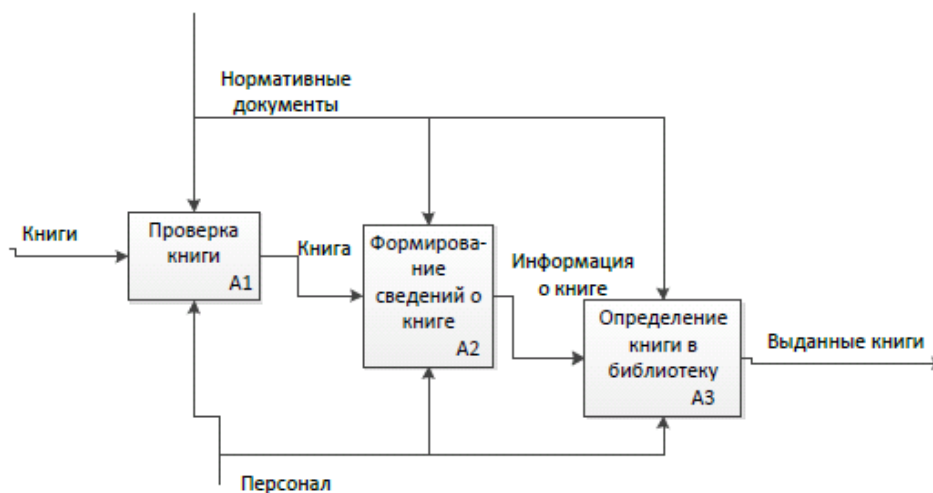 Нормативные
документы
Книги
Проверка
книги
А1
Книга
Формирова-
ние
сведений о
книге
А2
Информация
о книге
Определение
книги в
библиотеку
А3
Выданные книги
Персонал